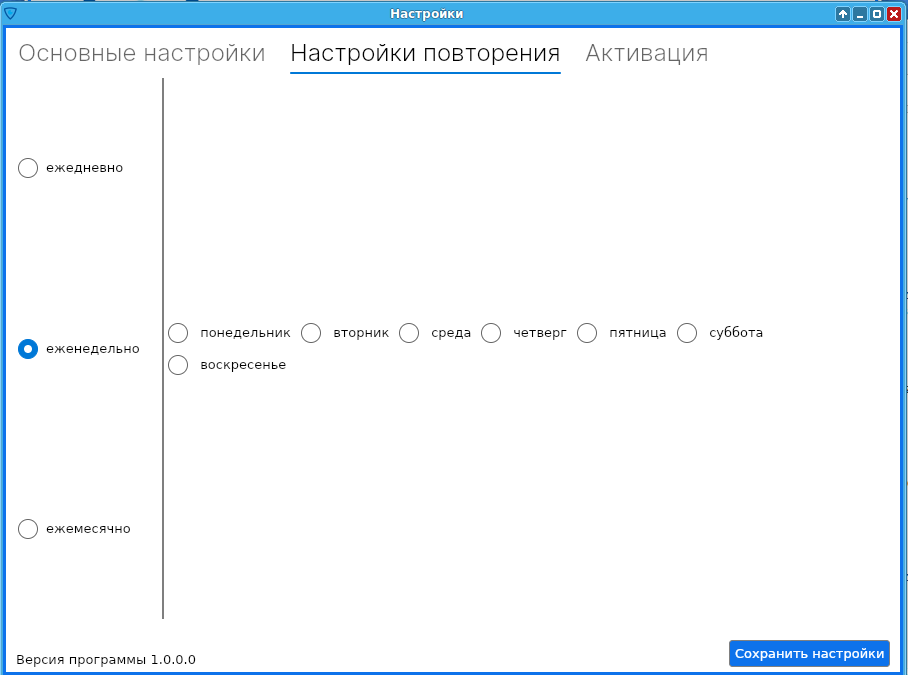 Настройки
Основные настройки Настройки повторения Активация
ежедневно
понедельник вторник среда четверг пятница суббота
еженедельно
воскресенье
ежемесячно
Версия программы 1.0.0.0
Сохранить настройки